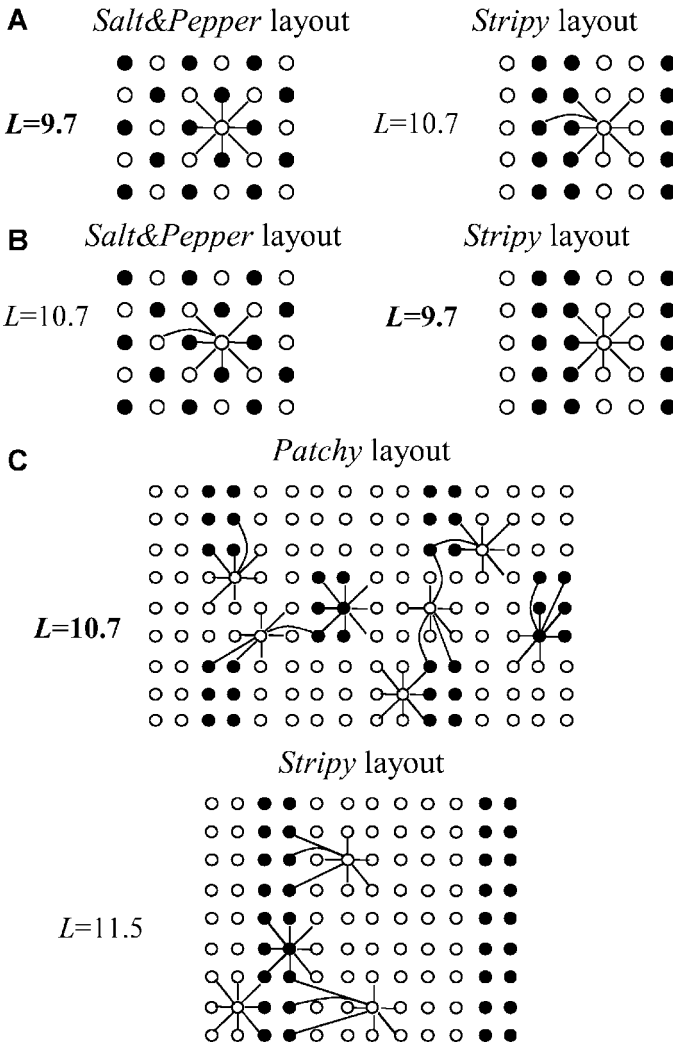 A
Salt&Pepper layout
Stripy layout
L=9.7
L=10.7
B
Salt&Pepper layout
Stripy layout
L=10.7
L=9.7
C
Patchy layout
L=10.7
Stripy layout
L=11.5